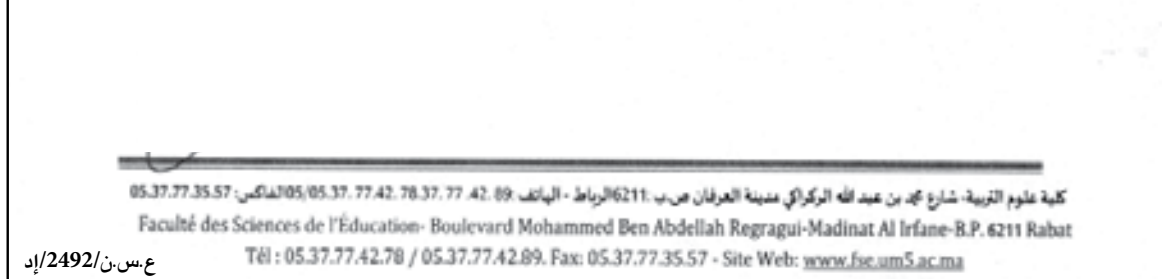 كلية علوم التربية- شارع محمد بن عبد الله الركراكي مدينة العرفان ص.ب :6211الرباط - الهاتف :89 .42 .77 .37.78 .42 .77 .05.37/05الفاكس: 05.37.77.35.57
Faculté des Sciences de l'Éducation- Boulevard Mohammed Ben Abdellah Regragui-Madinat Al Irfane-B.P. 6211 Rabat
Tél : 05.37.77.42.78 / 05.37.77.42.89. Fax: 05.37.77.35.57 - Site Web: www.fse.um5.ac.ma
ع.س.ن/2492/إد